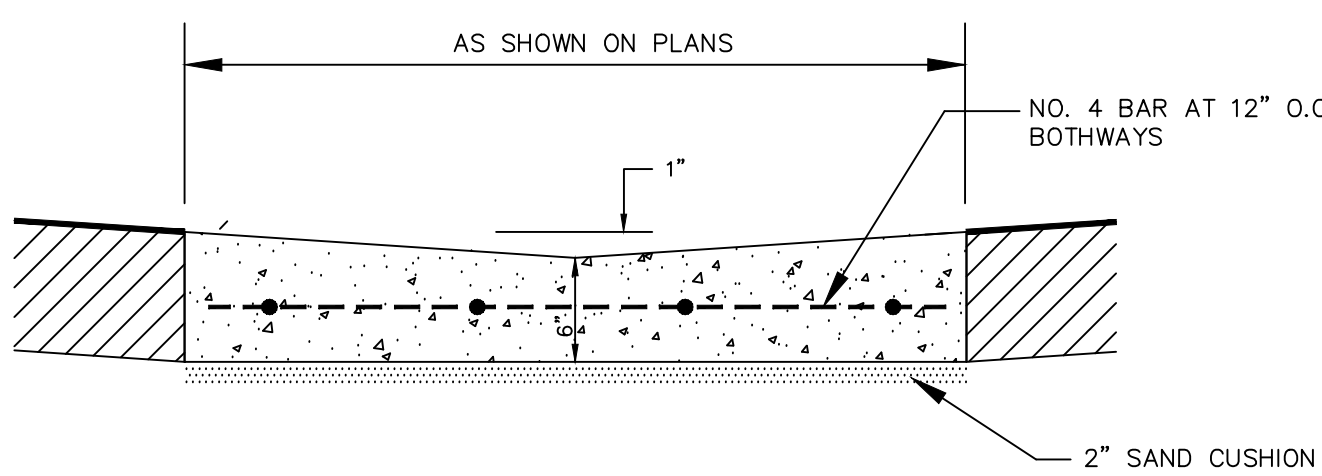 AS SHOWN ON PLANS
NO. 4 BAR AT 12” O.C
BOTHWAYS
1”
6”
2” SAND CUSHION